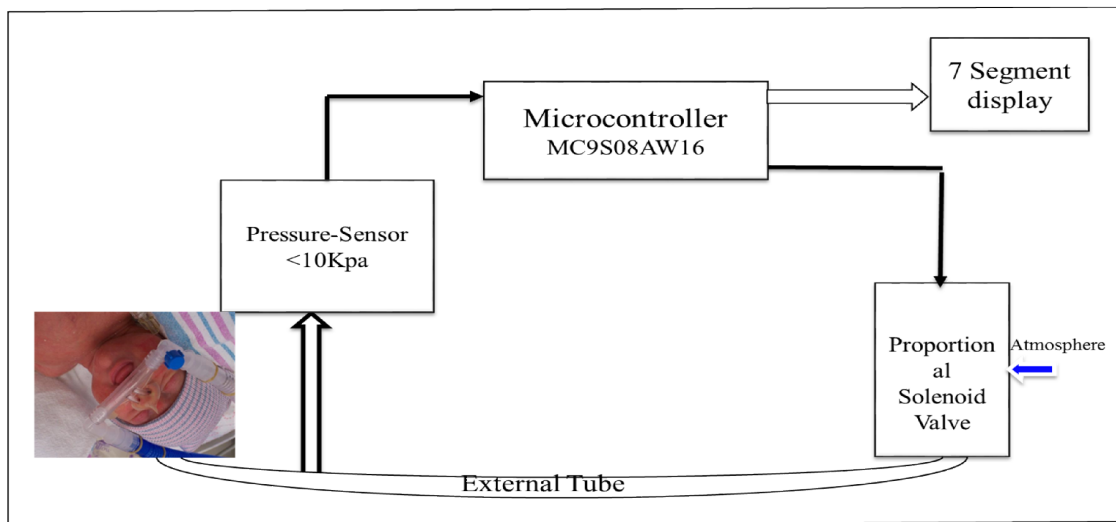 7 Segment
display
Microcontroller
MC9S08AW16
Pressure-Sensor
<10Kpa
Proportion
al
Solenoid
Valve
Atmosphere
External Tube